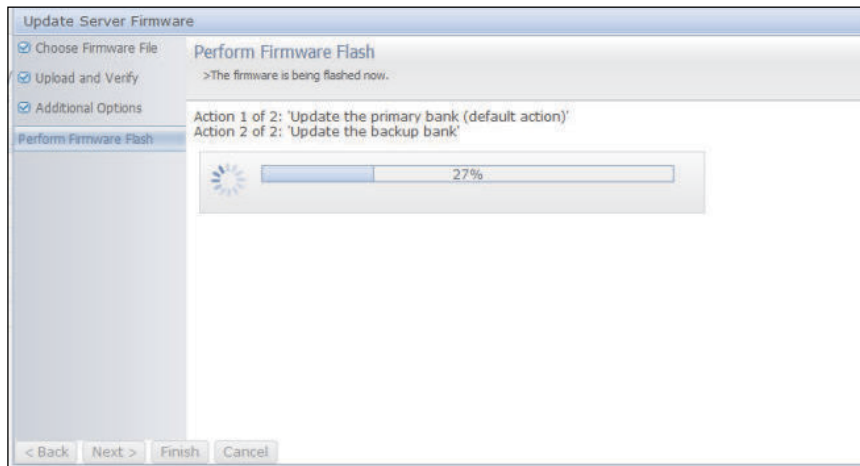 Update Server Firmware
Choose Firmware File
Upload and Verify
Additional Options
Perform Firmware Flash
Perform Firmware Flash
>The firmware is being flashed now.
Action 1 of 2: 'Update the primary bank (default action)'
Action 2 of 2: 'Update the backup bank'
27%
< Back
Next >
Finish
Cancel